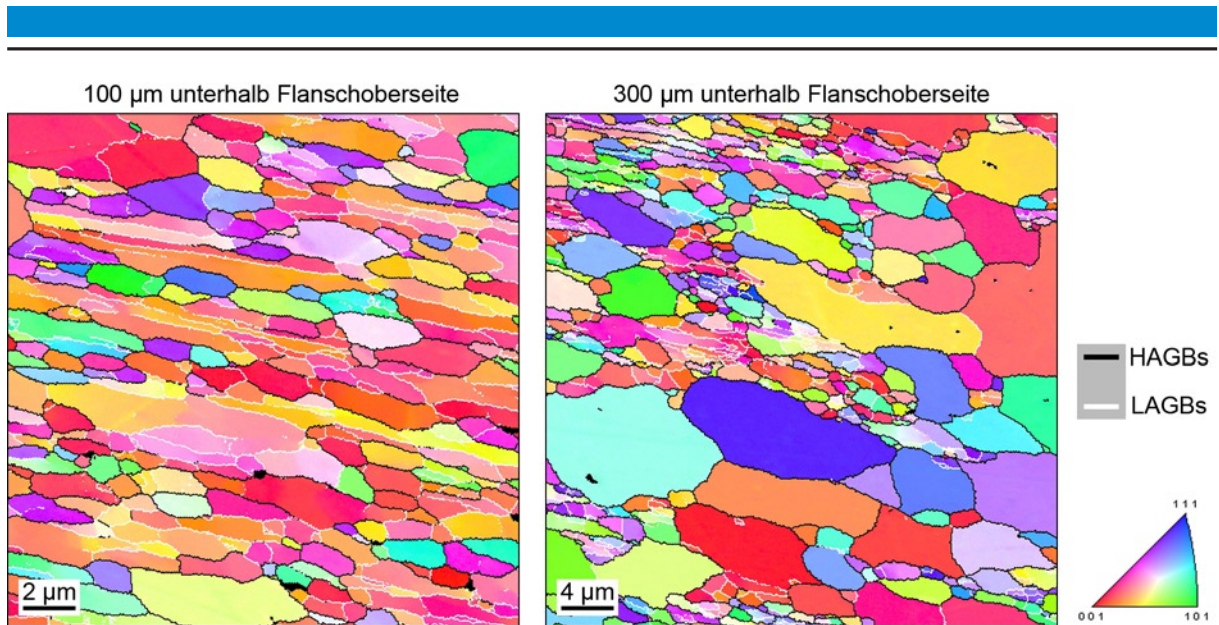 100 µm unterhalb Flanschoberseite
300 µm unterhalb Flanschoberseite
HAGBs
LAGBs
2 µm
4 µm
111
001
101